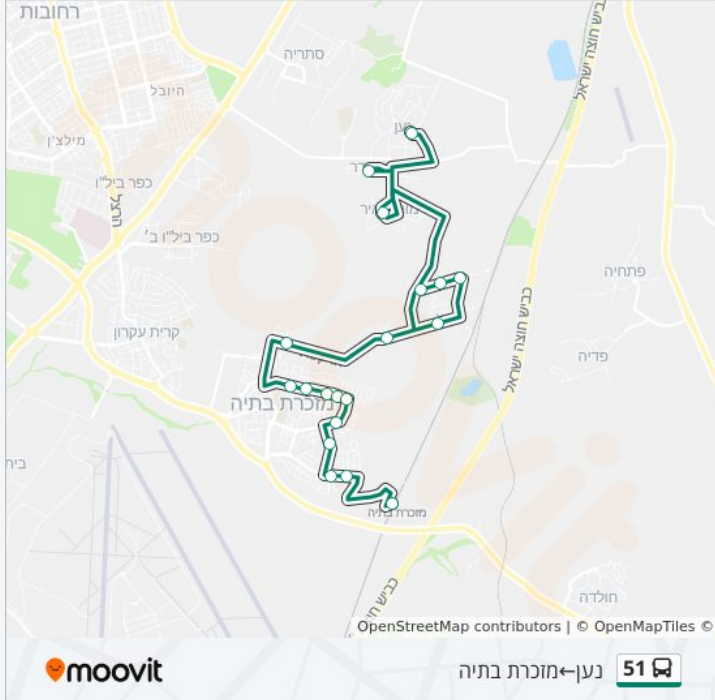 רחובות
סתריה
כביש חוצה ישראל
היובל
מילצ'ן
נען
כפר ביל"ו
הרצל
כפר ביל"ו ב'
פתחיה
כביש חוצה ישראל
קרית עקרון
פדיה
מזכרת בתיה
מזכרת בתיה
חולדה
OpenStreetMap contributors | © OpenMapTiles ©
moovit
נען←מזכרת בתיה
51